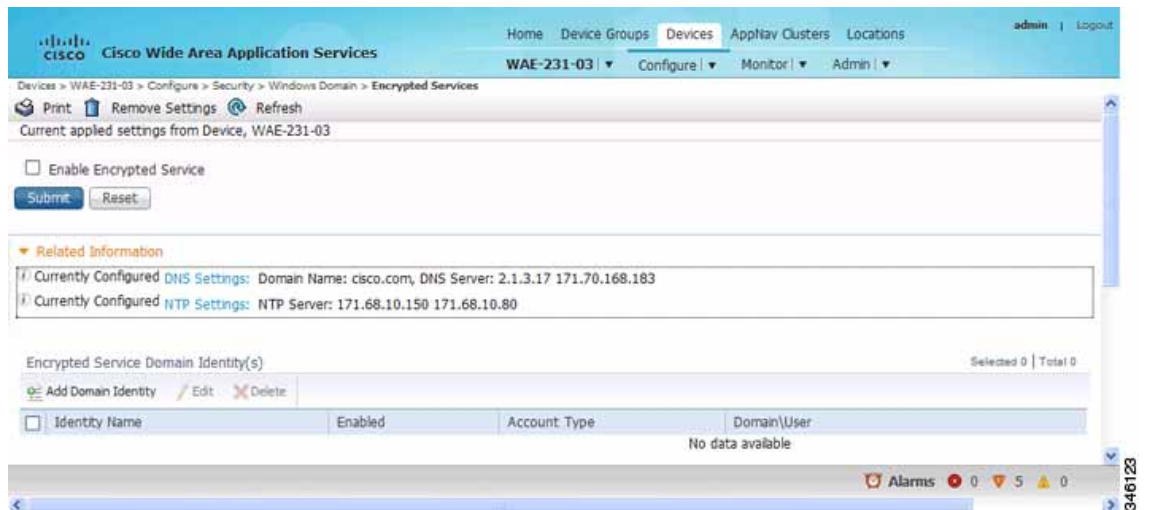 Home Device Groups Devices AppNav Clusters Locations
admin | Logout
CISCO Cisco Wide Area Application Services
WAE-231-03 Configure Monitor Admin
Devices > WAE-231-03 > Configure > Security > Windows Domain > Encrypted Services
Print Remove Settings Refresh
Current applied settings from Device, WAE-231-03
Enable Encrypted Service
Submit Reset
Related Information
Currently Configured DNS Settings: Domain Name: cisco.com, DNS Server: 2.1.3.17 171.70.168.183
Currently Configured NTP Settings: NTP Server: 171.68.10.150 171.68.10.80
Encrypted Service Domain Identity(s)
Selected 0 | Total 0
Add Domain Identity Edit Delete
Identity Name Enabled Account Type Domain\User
No data available
Alarms 0 5 0
346123